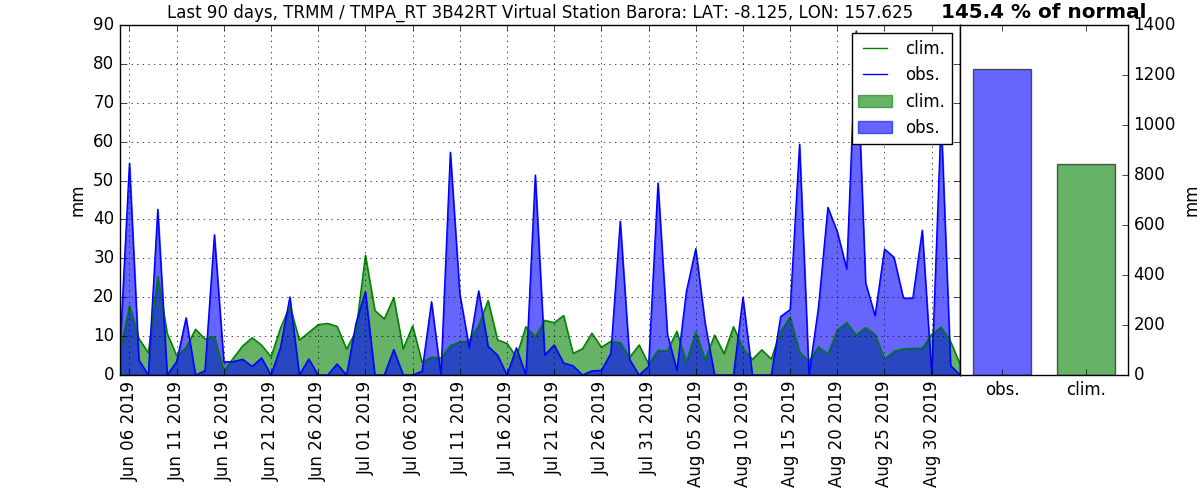 Last 90 days, TRMM / TMPA_RT 3B42RT Virtual Station Barora: LAT: -8.125, LON: 157.625
145.4 % of normal
90
80
70
60
50
40
30
20
10
0
mm
clim.
obs.
clim.
obs.
1400
1200
1000
800
600
400
200
0
mm
Jun 06 2019
Jun 11 2019
Jun 16 2019
Jun 21 2019
Jun 26 2019
Jul 01 2019
Jul 06 2019
Jul 11 2019
Jul 16 2019
Jul 21 2019
Jul 26 2019
Jul 31 2019
Aug 05 2019
Aug 10 2019
Aug 15 2019
Aug 20 2019
Aug 25 2019
Aug 30 2019
obs.
clim.